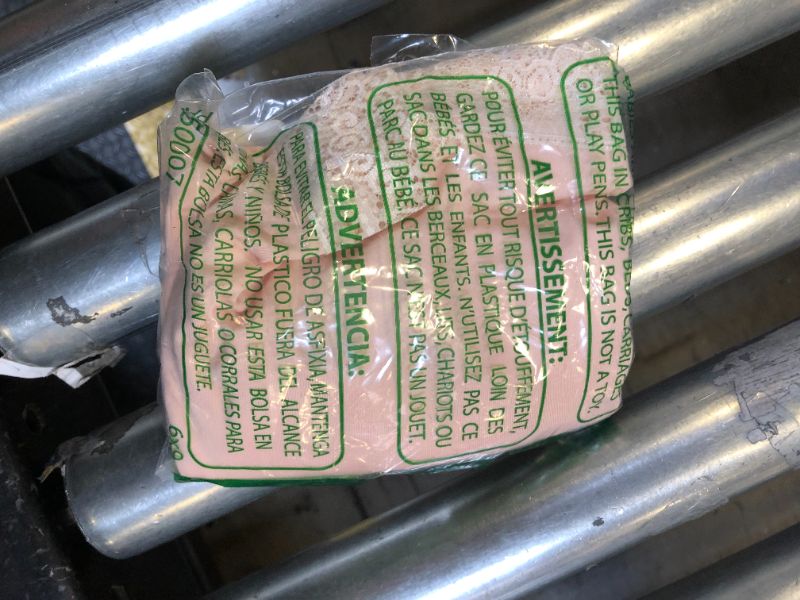 THIS BAG IN CRIBS, BEDS, CARRIAGES
OR PLAY PENS. THIS BAG IS NOT A TOY.
AVERTISSEMENT:
POUR ÉVITER TOUT RISQUE D'ÉTOUFFEMENT,
GARDEZ CE SAC EN PLASTIQUE LOIN DES
BÉBÉS ET LES ENFANTS. N'UTILISEZ PAS CE
SAC DANS LES BERCEAUX, LITS, CHARIOTS OU
PARC AU BÉBÉ. CE SAC N'EST PAS UN JOUET.
ADVERTENCIA:
PARA EVITAR EL PELIGRO DE ASFIXIA, MANTENGA
ESTA BOLSA DE PLASTICO FUERA DEL ALCANCE
Y NIÑOS. NO USAR ESTA BOLSA EN
CUNAS, CARRIOLAS O CORRALES PARA
ESTA BOLSA NO ES UN JUGUETE.